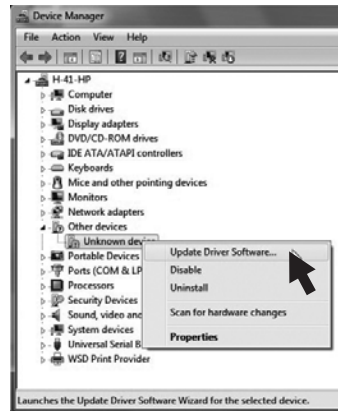 Device Manager
File Action View Help
H-41-HP
Computer
Disk drives
Display adapters
DVD/CD-ROM drives
IDE ATA/ATAPI controllers
Keyboards
Mice and other pointing devices
Monitors
Network adapters
Other devices
Unknown device
Portable Devices
Ports (COM & LP
Processors
Security Devices
Sound, video and
System devices
Universal Serial B
WSD Print Provider
Update Driver Software...
Disable
Uninstall
Scan for hardware changes
Properties
Launches the Update Driver Software Wizard for the selected device.